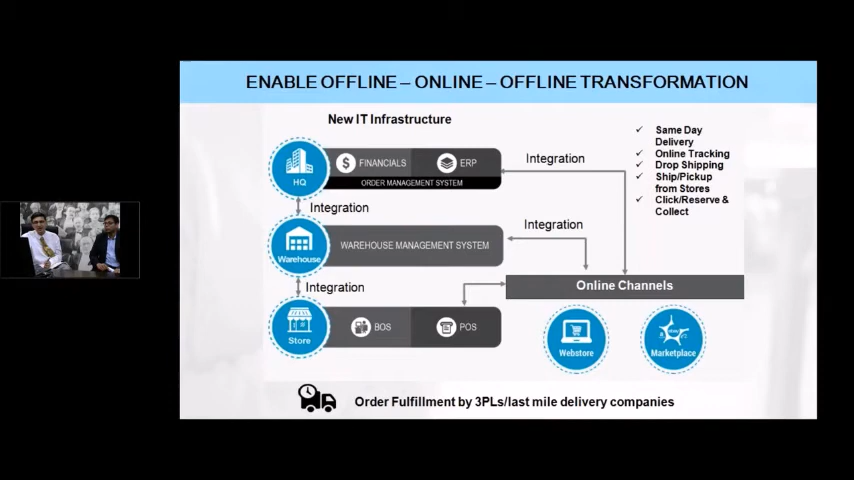 ENABLE OFFLINE – ONLINE – OFFLINE TRANSFORMATION
New IT Infrastructure
HQ
$ FINANCIALS
ERP
ORDER MANAGEMENT SYSTEM
Integration
✓ Same Day
Delivery
✓ Online Tracking
✓ Drop Shipping
✓ Ship/Pickup
from Stores
✓ Click/Reserve &
Collect
Integration
Warehouse
WAREHOUSE MANAGEMENT SYSTEM
Integration
Integration
Online Channels
Store
BOS
POS
Webstore
Marketplace
Order Fulfillment by 3PLs/last mile delivery companies